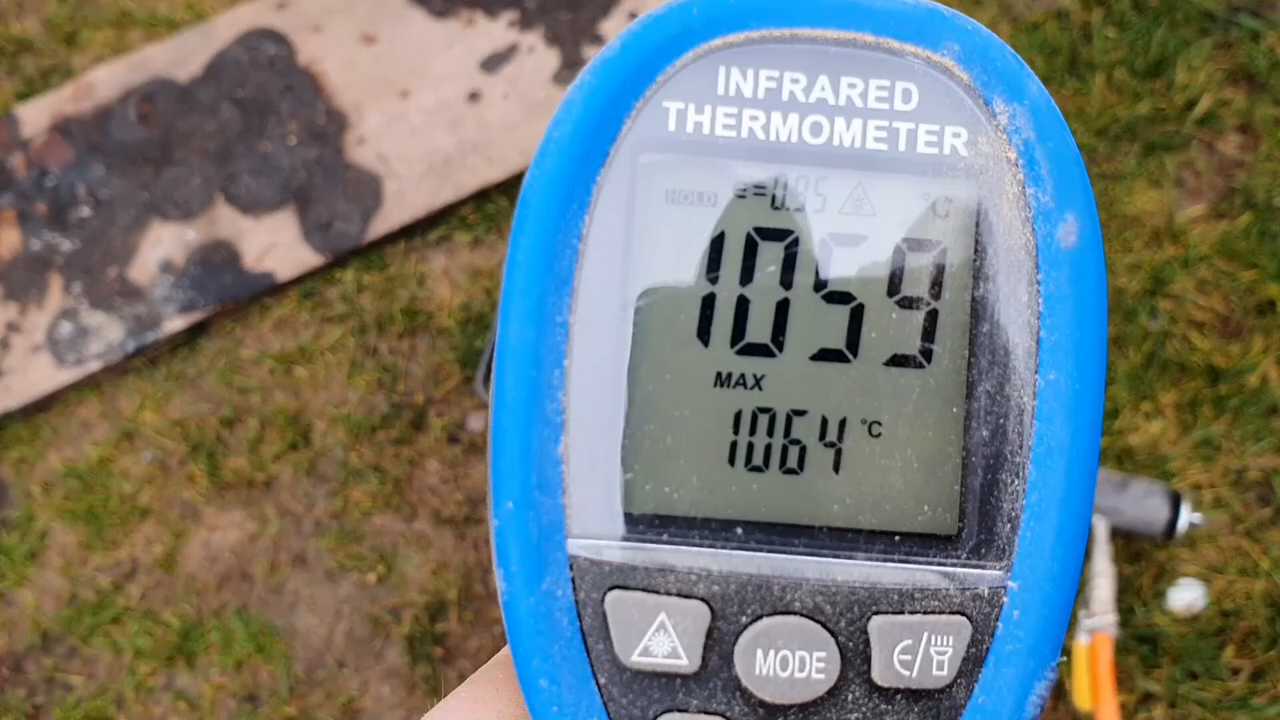 INFRARED
THERMOMETER
HOLD ε=0.95 °C
1059
MAX
1064 °C
MODE
Є/